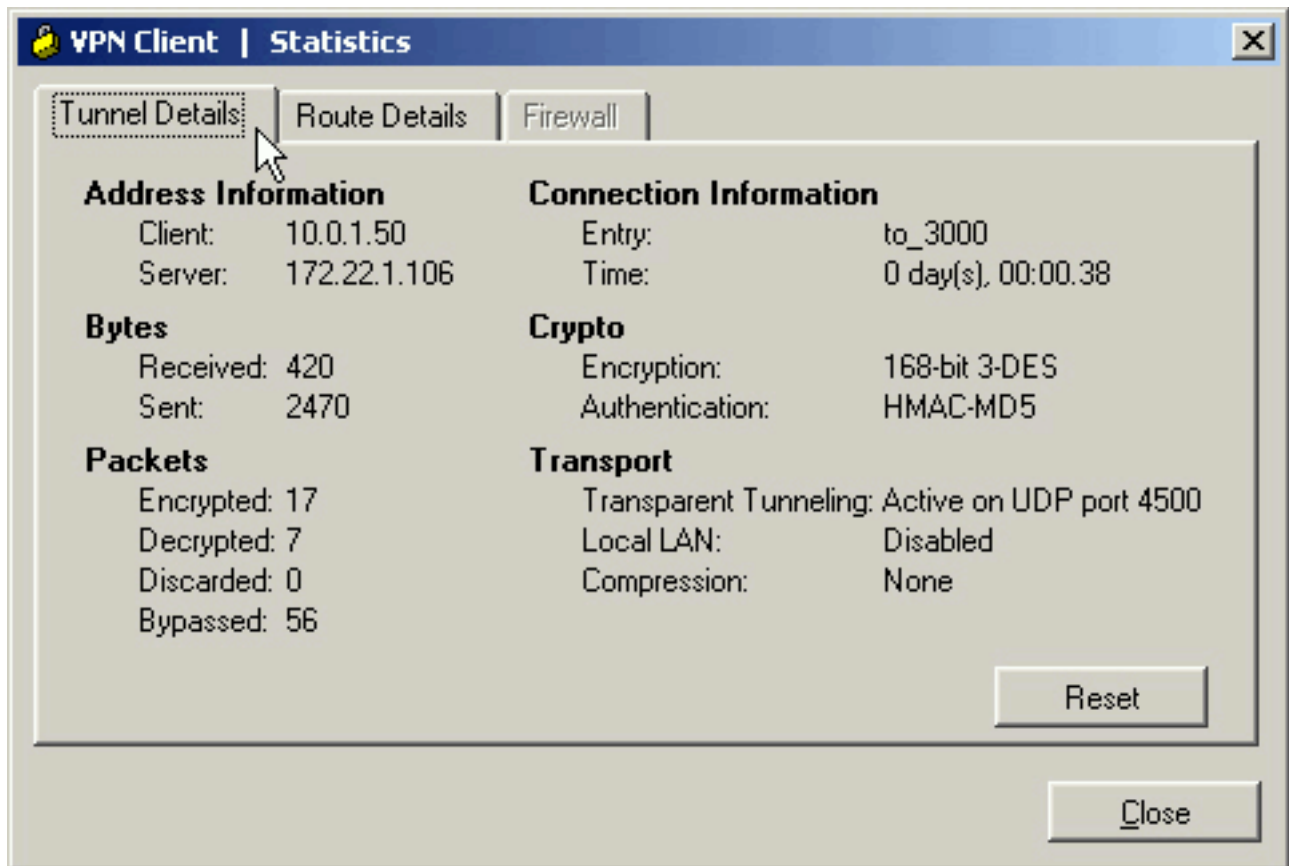 VPN Client | Statistics
Tunnel Details
Route Details
Firewall
Address Information
Client: 10.0.1.50
Server: 172.22.1.106
Bytes
Received: 420
Sent: 2470
Packets
Encrypted: 17
Decrypted: 7
Discarded: 0
Bypassed: 56
Connection Information
Entry: to_3000
Time: 0 day(s), 00:00.38
Crypto
Encryption: 168-bit 3-DES
Authentication: HMAC-MD5
Transport
Transparent Tunneling: Active on UDP port 4500
Local LAN: Disabled
Compression: None
Reset
Close